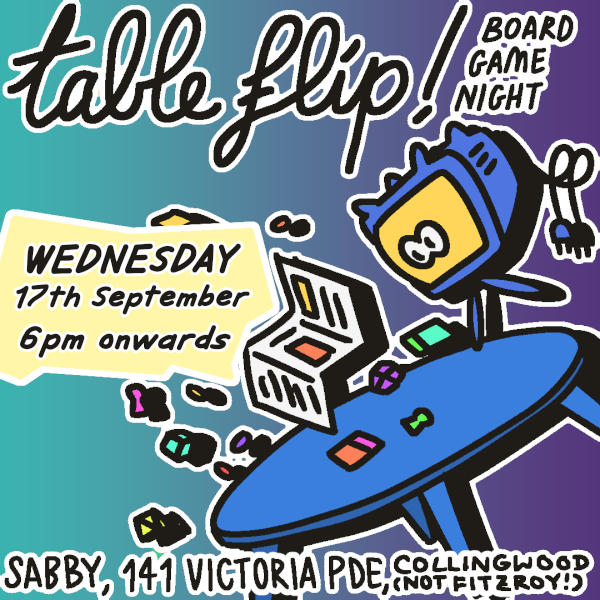 table flip!
BOARD
GAME
NIGHT
WEDNESDAY
17th September
6pm onwards
SABBY, 141 VICTORIA PDE,
COLLINGWOOD
(NOT FITZROY!)